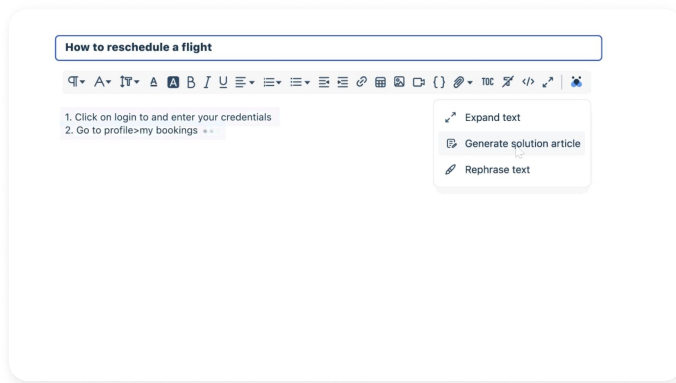 How to reschedule a flight
TOC
1. Click on login to and enter your credentials
2. Go to profile>my bookings
Expand text
Generate solution article
Rephrase text